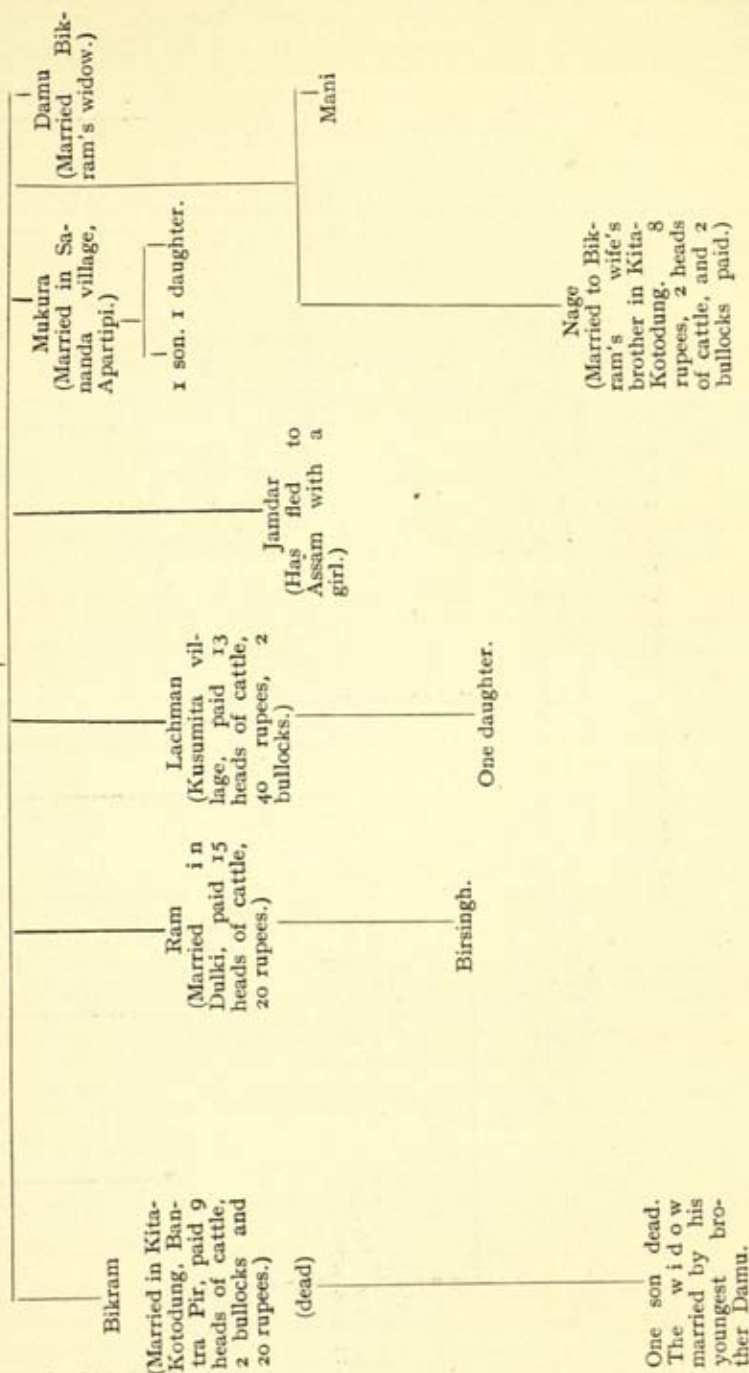 Bikram
(Married in Kita-
Kotodung, Ban-
tra Pir, paid 9
heads of cattle,
2 bullocks and
20 rupees.)
(dead)
One son dead.
The widow
married by his
youngest bro-
ther Damu.
Ram
(Married in
Dulki, paid 15
heads of cattle,
20 rupees.)
Birsingh.
Lachman
(Kusumita vil-
lage, paid 13
heads of cattle,
40 rupees, 2
bullocks.)
One daughter.
Jamdar
(Has fled to
Assam with a
girl.)
Mukura
(Married in Sa-
nanda village,
Apartipi.)
1 son. 1 daughter.
Damu
(Married Bik-
ram's widow.)
Nage
(Married to Bik-
ram's wife's
brother in Kita-
Kotodung. 8
rupees, 2 heads
of cattle, and 2
bullocks paid.)
Mani